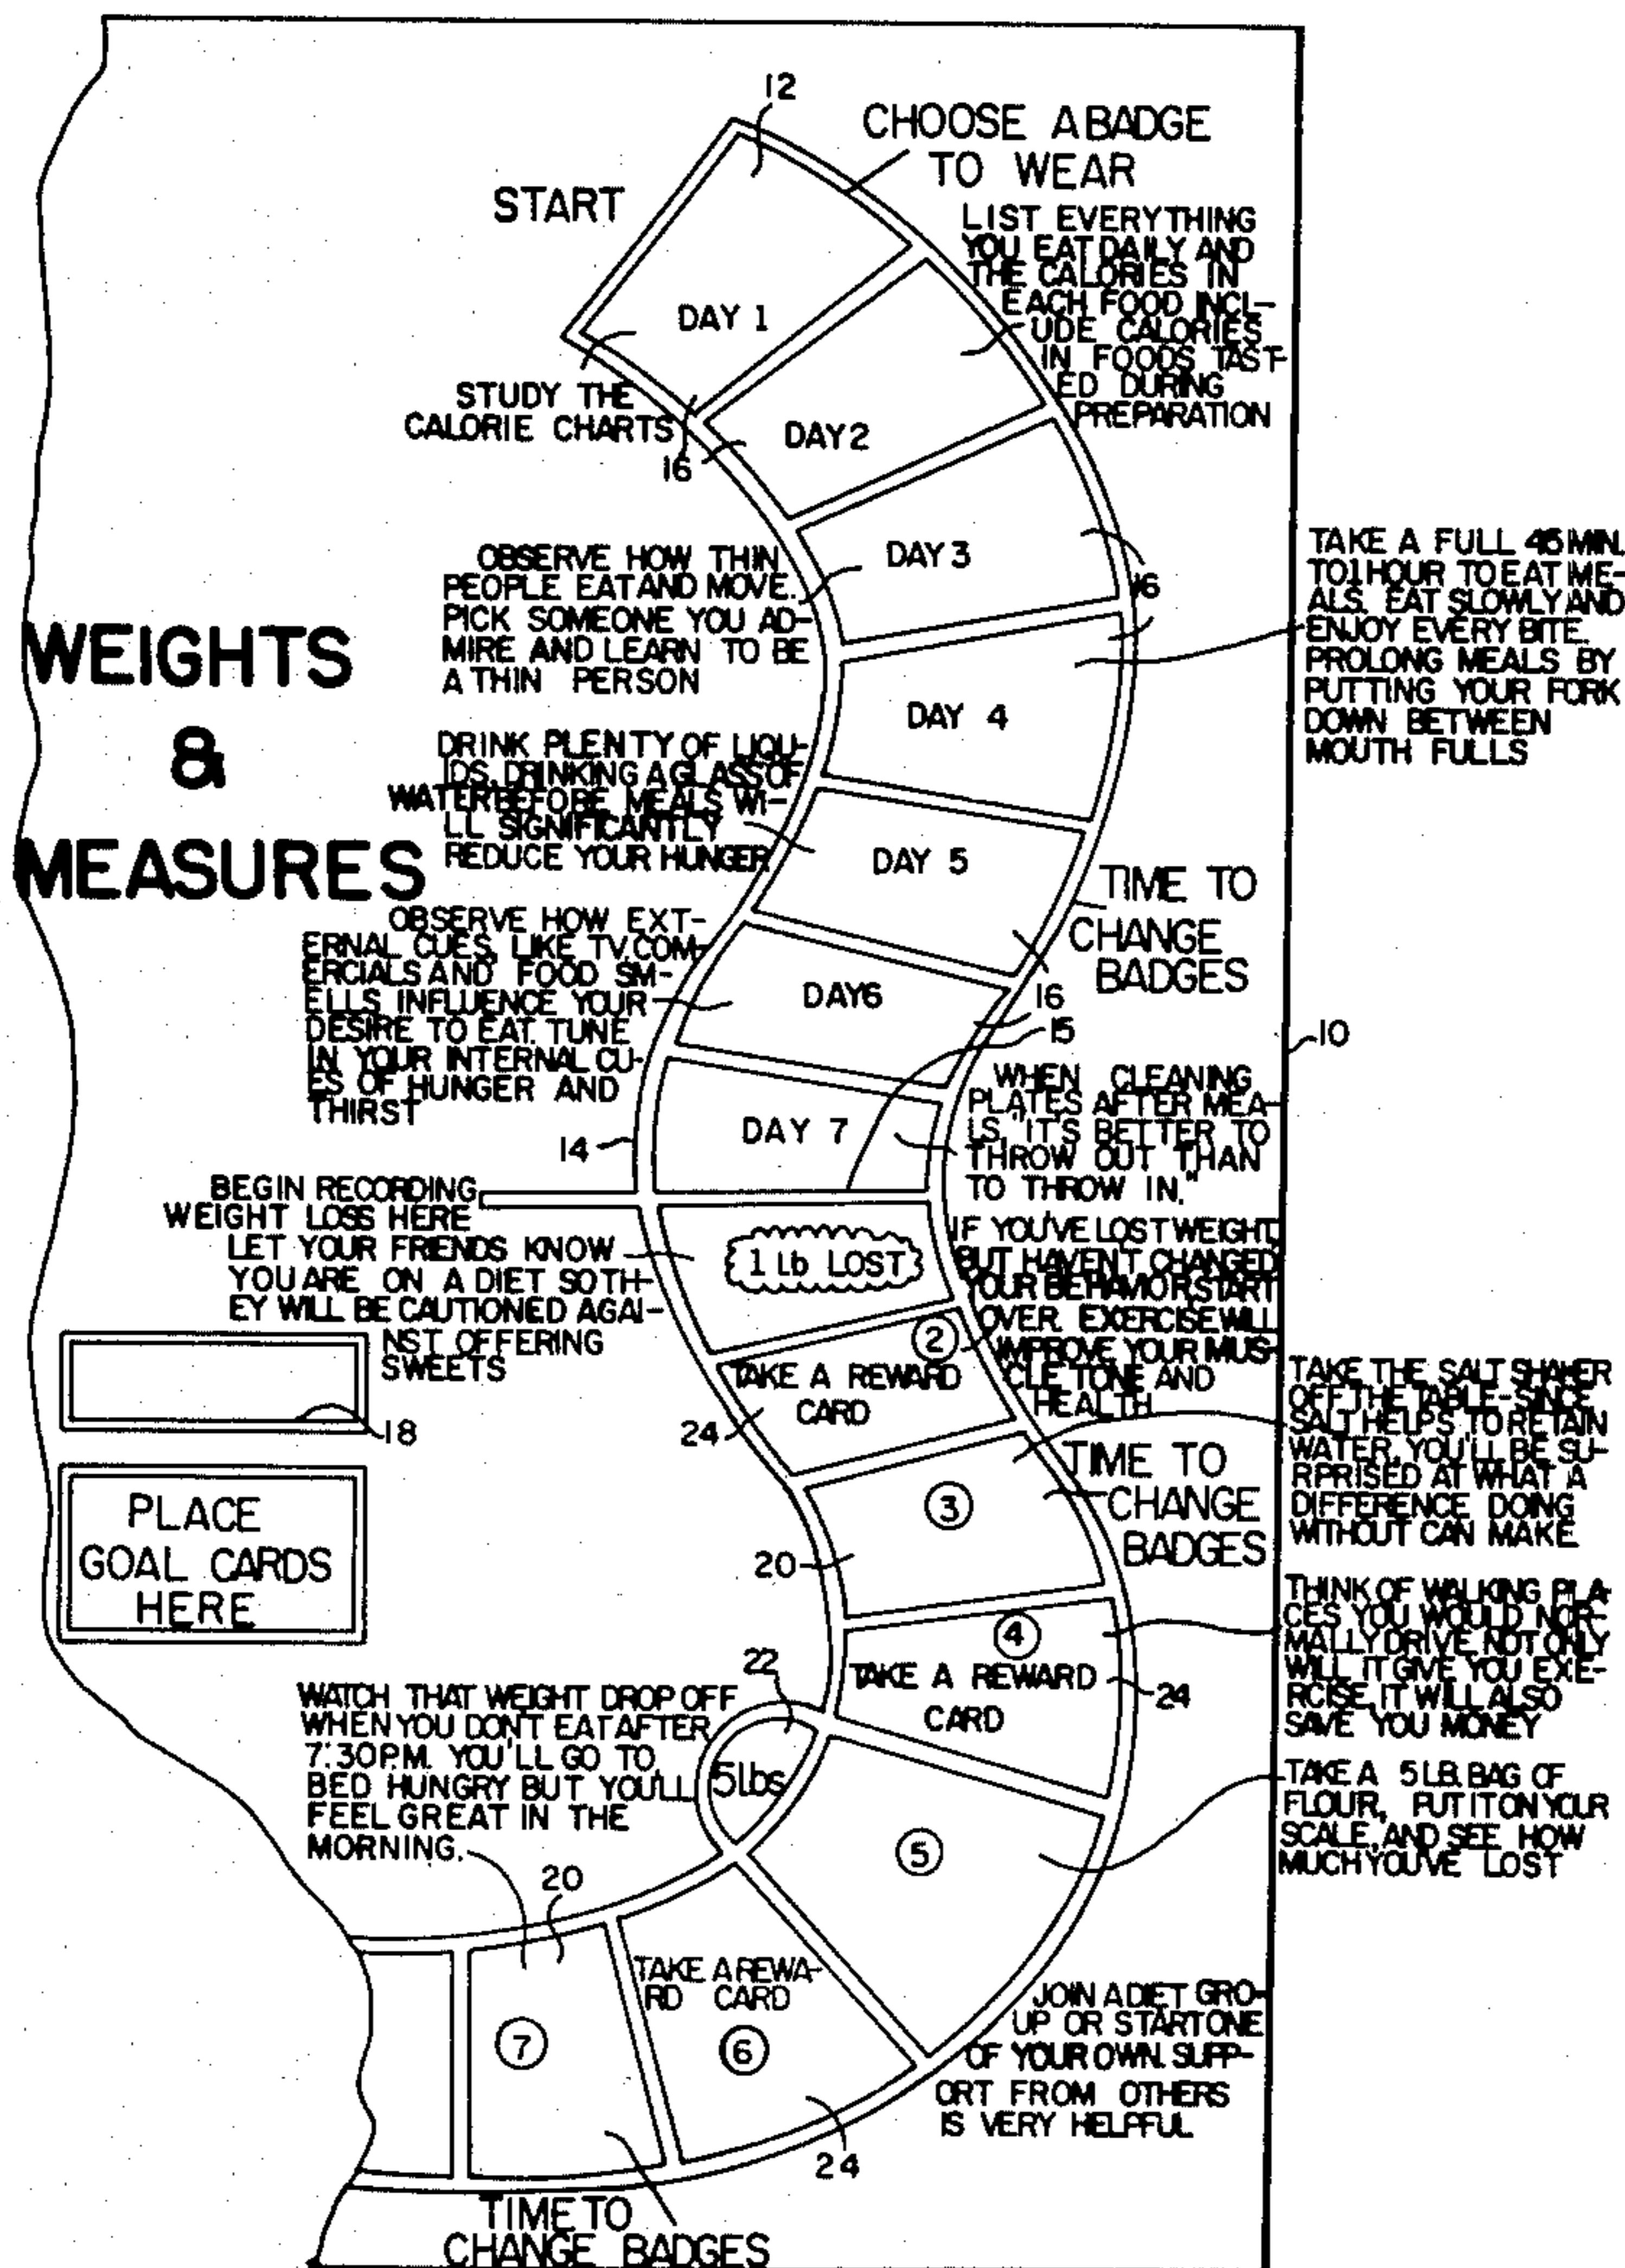 12
CHOOSE A BADGE
TO WEAR
START
LIST EVERYTHING
YOU EAT DAILY AND
THE CALORIES IN
EACH FOOD INCL-
UDE CALORIES
IN FOODS TAST-
ED DURING
PREPARATION
DAY 1
STUDY THE
CALORIE CHARTS
16
DAY 2
DAY 3
16
OBSERVE HOW THIN
PEOPLE EAT AND MOVE.
PICK SOMEONE YOU AD-
MIRE AND LEARN TO BE
A THIN PERSON
TAKE A FULL 45 MIN.
TO 1 HOUR TO EAT ME-
ALS. EAT SLOWLY AND
ENJOY EVERY BITE.
PROLONG MEALS BY
PUTTING YOUR FORK
DOWN BETWEEN
MOUTH FULLS
WEIGHTS
&
MEASURES
DAY 4
DRINK PLENTY OF LIQU-
IDS. DRINKING A GLASS OF
WATER BEFORE MEALS WI-
LL SIGNIFICANTLY
REDUCE YOUR HUNGER
DAY 5
TIME TO
CHANGE
BADGES
OBSERVE HOW EXT-
ERNAL CUES, LIKE TV. COM-
ERCIALS AND FOOD SM-
ELLS INFLUENCE YOUR
DESIRE TO EAT. TUNE
IN YOUR INTERNAL CU-
ES OF HUNGER AND
THIRST
DAY 6
16
15
10
WHEN CLEANING
PLATES AFTER MEA-
LS "IT'S BETTER TO
THROW OUT THAN
TO THROW IN."
DAY 7
14
BEGIN RECORDING
WEIGHT LOSS HERE
LET YOUR FRIENDS KNOW
YOU ARE ON A DIET SO TH-
EY WILL BE CAUTIONED AGAI-
NST OFFERING
SWEETS
1 Lb LOST
IF YOU'VE LOST WEIGHT
BUT HAVEN'T CHANGED
YOUR BEHAVIOR, START
OVER. EXERCISE WILL
IMPROVE YOUR MUS-
CLE TONE AND
HEALTH
18
2
TAKE A REWARD
CARD
24
TAKE THE SALT SHAKER
OFF THE TABLE-SINCE
SALT HELPS TO RETAIN
WATER, YOU'LL BE SU-
RPRISED AT WHAT A
DIFFERENCE DOING
WITHOUT CAN MAKE
TIME TO
CHANGE
BADGES
PLACE
GOAL CARDS
HERE
3
20
THINK OF WALKING PLA-
CES YOU WOULD NOR-
MALLY DRIVE. NOT ONLY
WILL IT GIVE YOU EXE-
RCISE, IT WILL ALSO
SAVE YOU MONEY
4
TAKE A REWARD
CARD
24
22
5 Lbs
WATCH THAT WEIGHT DROP OFF
WHEN YOU DON'T EAT AFTER
7:30 P.M. YOU'LL GO TO
BED HUNGRY BUT YOU'LL
FEEL GREAT IN THE
MORNING.
TAKE A 5 LB. BAG OF
FLOUR, PUT IT ON YOUR
SCALE, AND SEE HOW
MUCH YOU'VE LOST
5
20
TAKE A REWA-
RD CARD
6
7
JOIN A DIET GRO-
UP OR START ONE
OF YOUR OWN. SUPP-
ORT FROM OTHERS
IS VERY HELPFUL
24
TIME TO
CHANGE BADGES